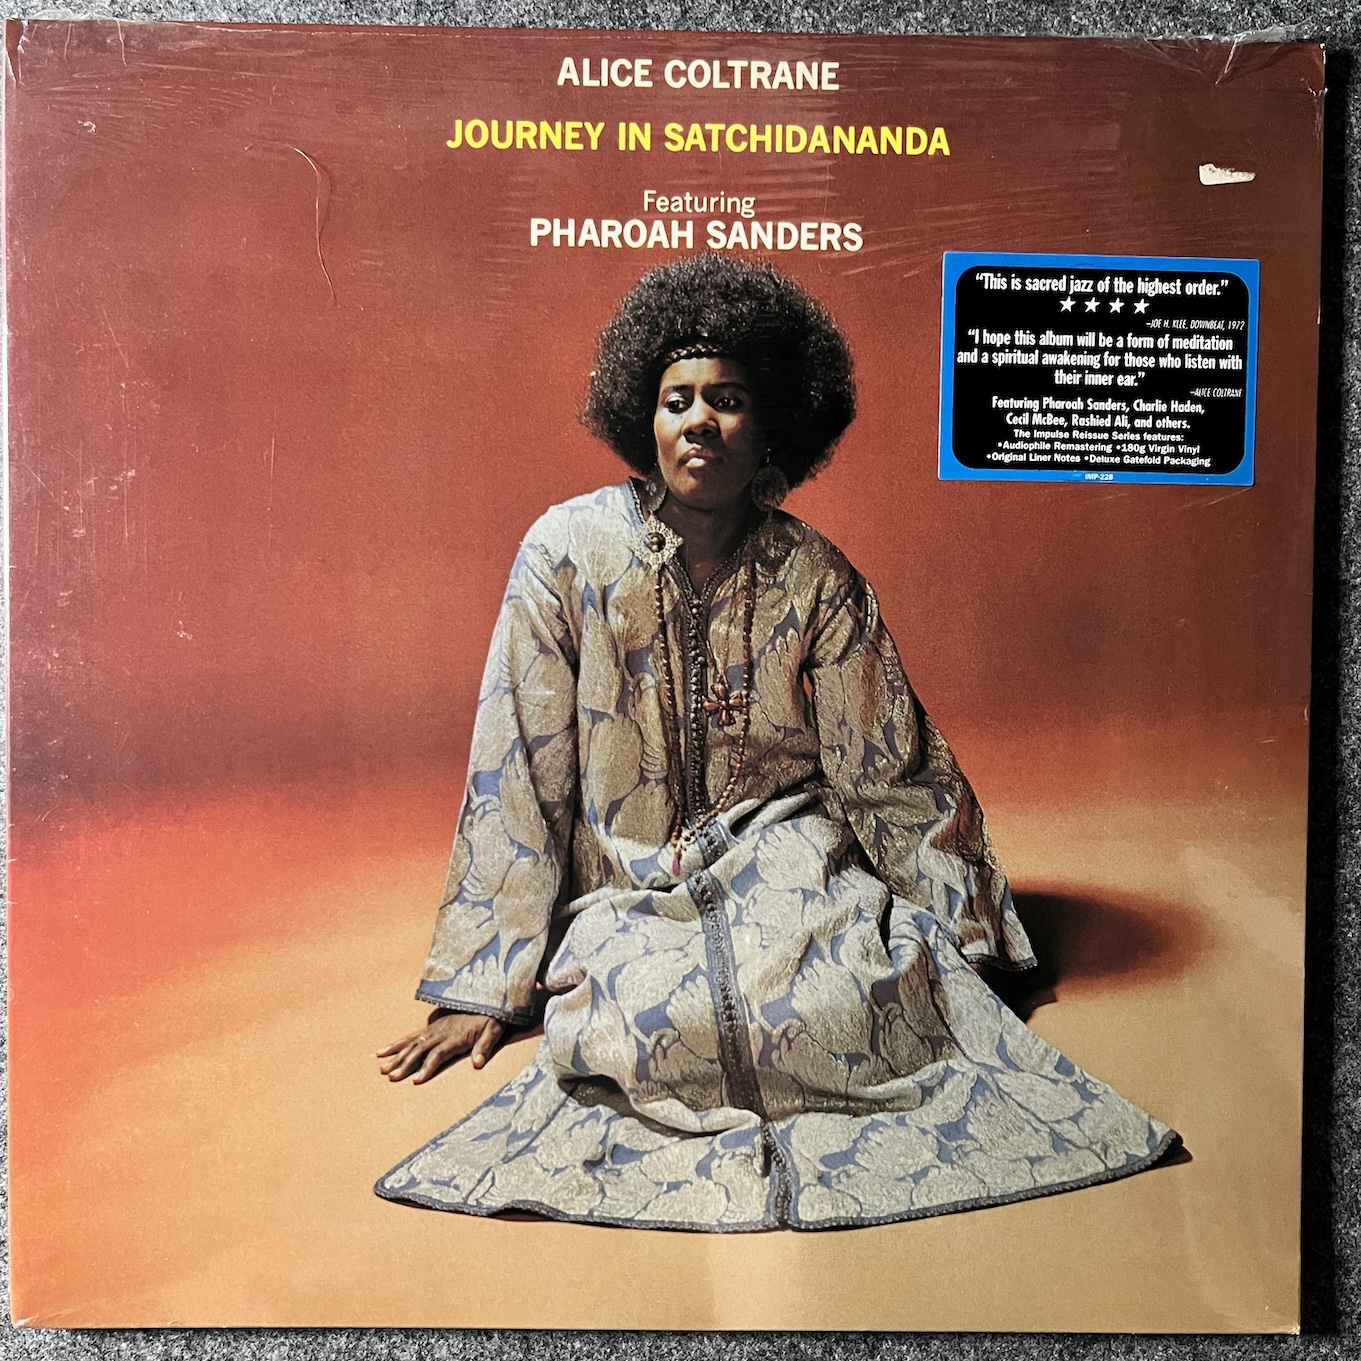 ALICE COLTRANE
JOURNEY IN SATCHIDANANDA
Featuring
PHAROAH SANDERS
“This is sacred jazz of the highest order.”
★ ★ ★ ★
–JOE H. KLEE, DOWNBEAT, 1972
“I hope this album will be a form of meditation
and a spiritual awakening for those who listen with
their inner ear.”
–ALICE COLTRANE
Featuring Pharoah Sanders, Charlie Haden,
Cecil McBee, Rashied Ali, and others.
The Impulse Reissue Series features:
•Audiophile Remastering •180g Virgin Vinyl
•Original Liner Notes •Deluxe Gatefold Packaging
IMP-228